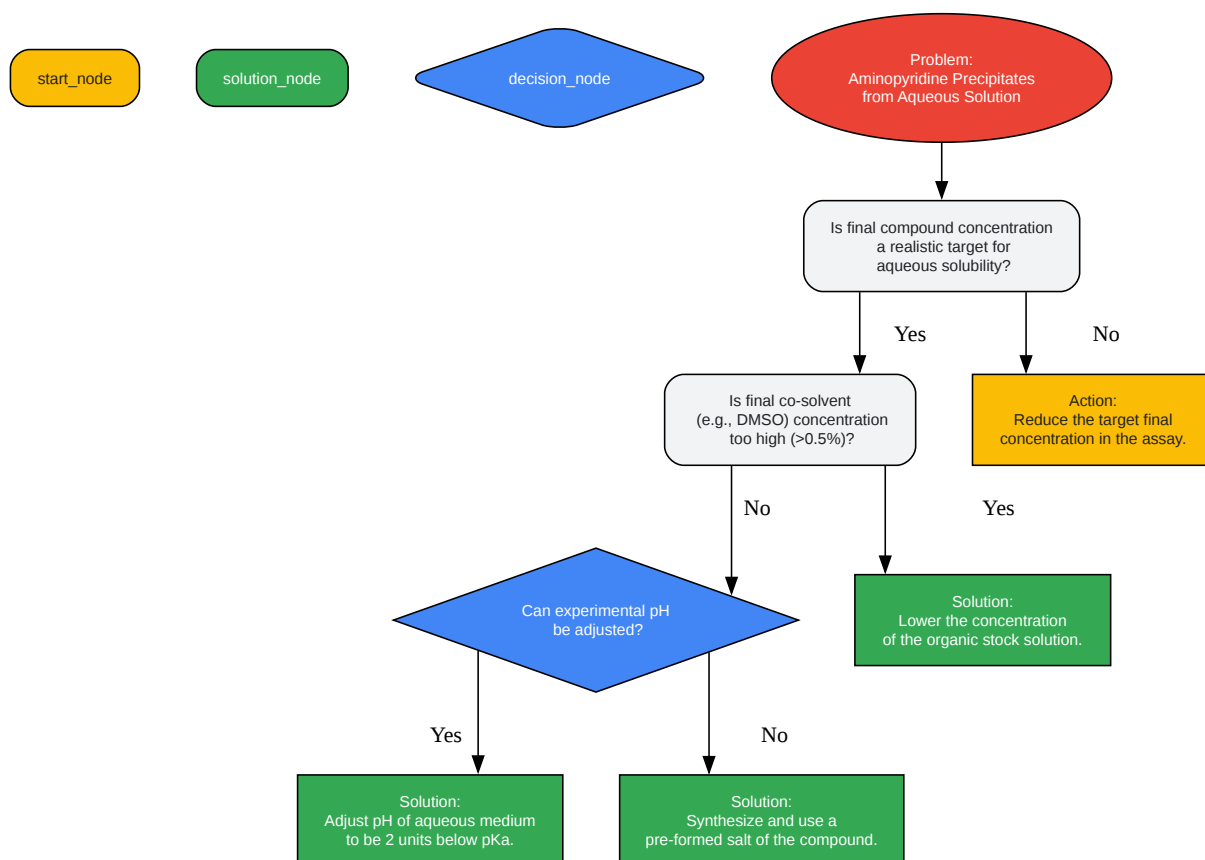 start_node
solution_node
decision_node
Problem:
Aminopyridine Precipitates
from Aqueous Solution
Is final compound concentration
a realistic target for
aqueous solubility?
Yes
No
Is final co-solvent
(e.g., DMSO) concentration
too high (>0.5%)?
Action:
Reduce the target final
concentration in the assay.
No
Yes
Can experimental pH
be adjusted?
Solution:
Lower the concentration
of the organic stock solution.
Yes
No
Solution:
Adjust pH of aqueous medium
to be 2 units below pKa.
Solution:
Synthesize and use a
pre-formed salt of the compound.